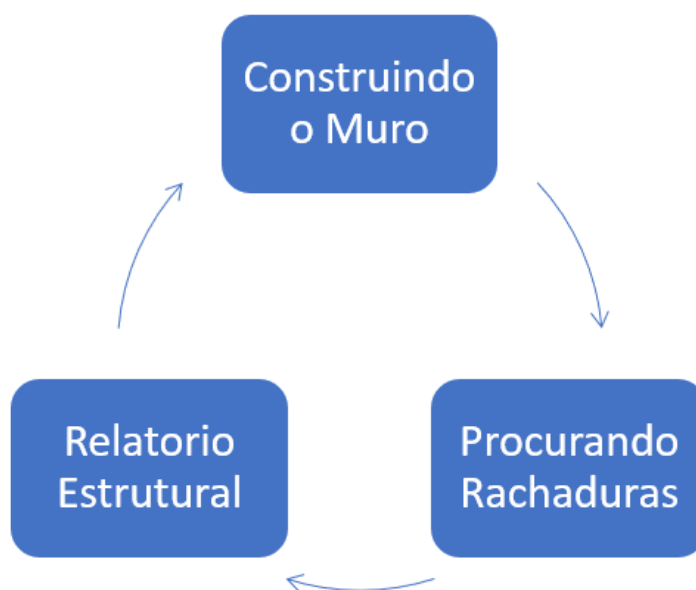 Construindo
o Muro
Relatorio
Estrutural
Procurando
Rachaduras